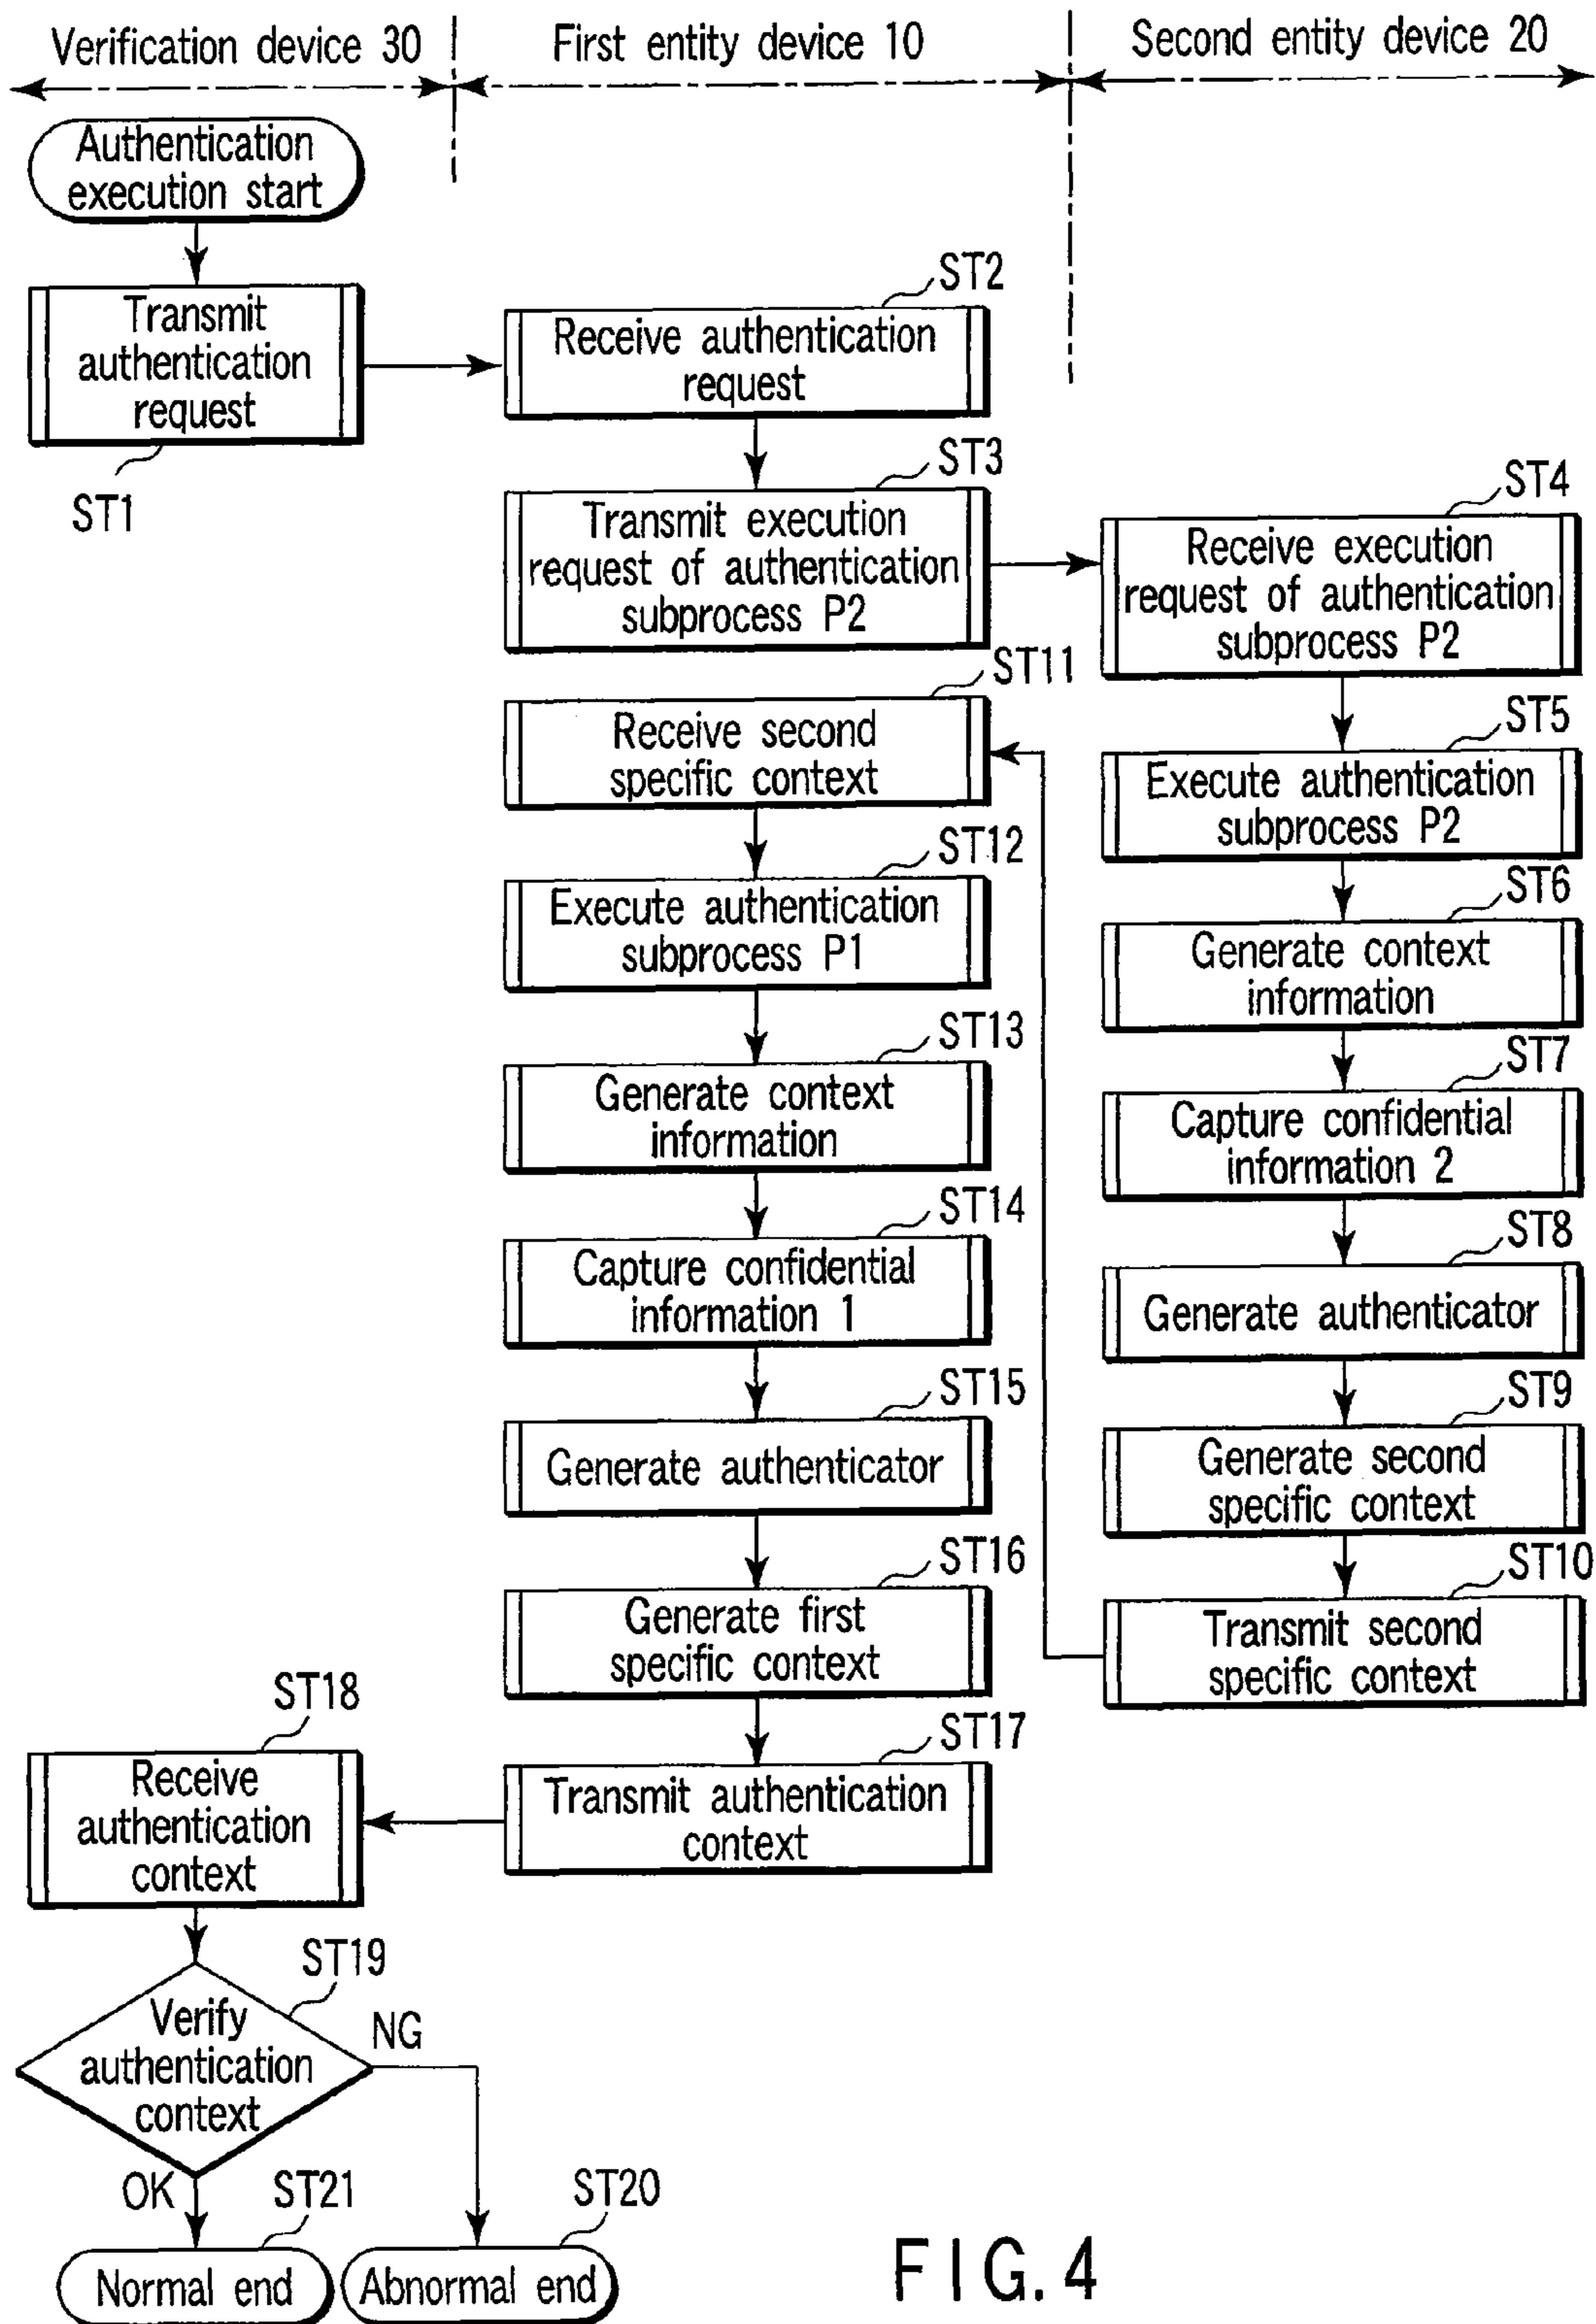 Verification device 30
First entity device 10
Second entity device 20
Authentication
execution start
Transmit
authentication
request
ST1
ST2
Receive authentication
request
ST3
Transmit execution
request of authentication
subprocess P2
ST4
Receive execution
request of authentication
subprocess P2
ST5
Execute authentication
subprocess P2
ST6
Generate context
information
ST7
Capture confidential
information 2
ST8
Generate authenticator
ST9
Generate second
specific context
ST10
Transmit second
specific context
ST11
Receive second
specific context
ST12
Execute authentication
subprocess P1
ST13
Generate context
information
ST14
Capture confidential
information 1
ST15
Generate authenticator
ST16
Generate first
specific context
ST17
Transmit authentication
context
ST18
Receive
authentication
context
ST19
Verify
authentication
context
NG
OK
ST21
Normal end
ST20
Abnormal end
FIG. 4